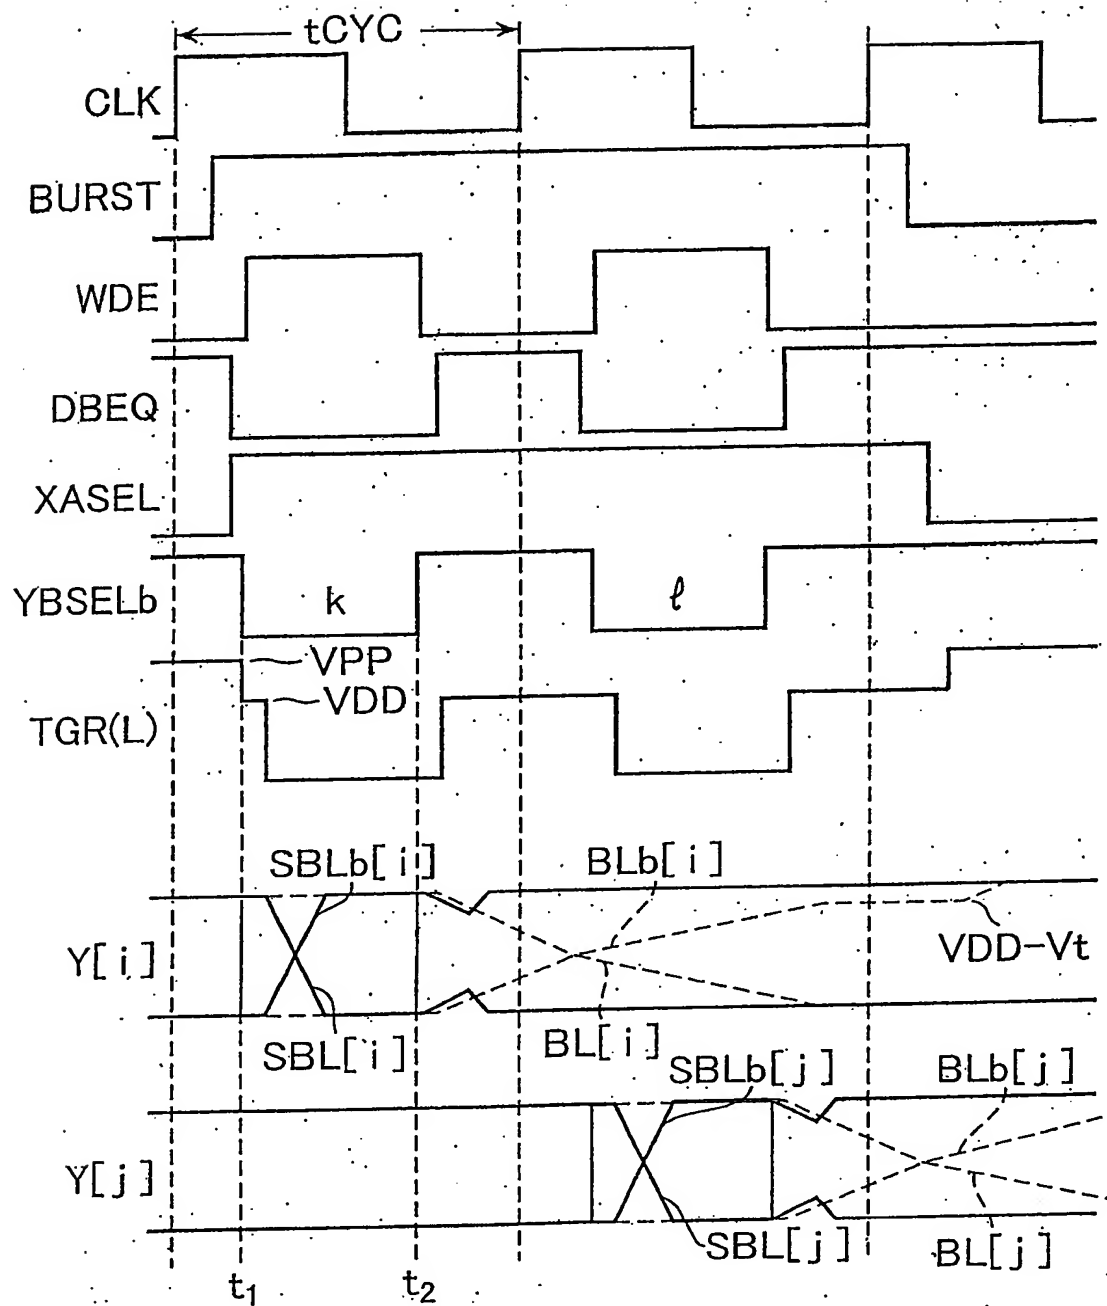 tCYC
CLK
BURST
WDE
DBEQ
XASEL
YBSELb
k
ℓ
VPP
VDD
TGR(L)
SBLb[i]
BLb[i]
Y[i]
VDD-Vt
SBL[i]
BL[i]
SBLb[j]
BLb[j]
Y[j]
SBL[j]
BL[j]
t1
t2